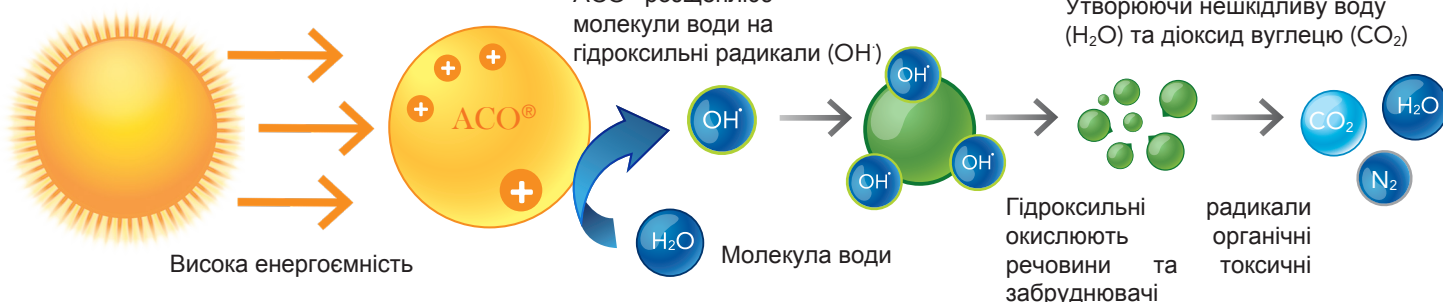 молекули води на
гідроксильні радикали (OH˙)
Утворюючи нешкідливу воду
(H₂O) та діоксид вуглецю (CO₂)
ACO®
OH˙
OH˙
OH˙
OH˙
CO₂
H₂O
N₂
H₂O
Молекула води
Висока енергоємність
Гідроксильні радикали
окислюють органічні
речовини та токсичні
забруднювачі